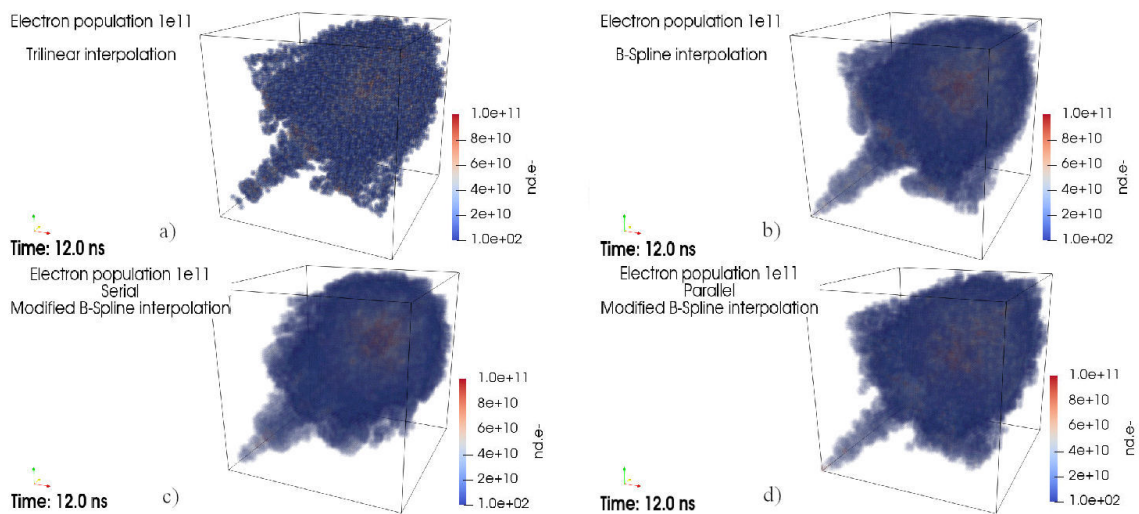 Electron population 1e11
Trilinear interpolation
1.0e+11
8e+10
6e+10
4e+10
2e+10
1.0e+02
nd.e-
a)
Time: 12.0 ns
Electron population 1e11
B-Spline interpolation
1.0e+11
8e+10
6e+10
4e+10
2e+10
1.0e+02
nd.e-
b)
Time: 12.0 ns
Electron population 1e11
Serial
Modified B-Spline interpolation
1.0e+11
8e+10
6e+10
4e+10
2e+10
1.0e+02
nd.e-
c)
Time: 12.0 ns
Electron population 1e11
Parallel
Modified B-Spline interpolation
1.0e+11
8e+10
6e+10
4e+10
2e+10
1.0e+02
nd.e-
d)
Time: 12.0 ns